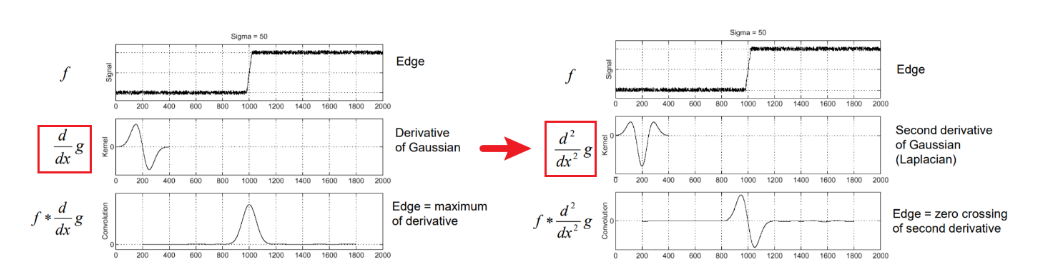 Sigma = 50
f
Signal
Edge
0 200 400 600 800 1000 1200 1400 1600 1800 2000
d/dx g
Kernel
0
Derivative
of Gaussian
0 200 400 600 800 1000 1200 1400 1600 1800 2000
f * d/dx g
Convolution
0
Edge = maximum
of derivative
0 200 400 600 800 1000 1200 1400 1600 1800 2000
Sigma = 50
f
Signal
Edge
0 200 400 600 800 1000 1200 1400 1600 1800 2000
d²/dx² g
Kernel
0
Second derivative
of Gaussian
(Laplacian)
0 200 400 600 800 1000 1200 1400 1600 1800 2000
f * d²/dx² g
Convolution
0
Edge = zero crossing
of second derivative
0 200 400 600 800 1000 1200 1400 1600 1800 2000